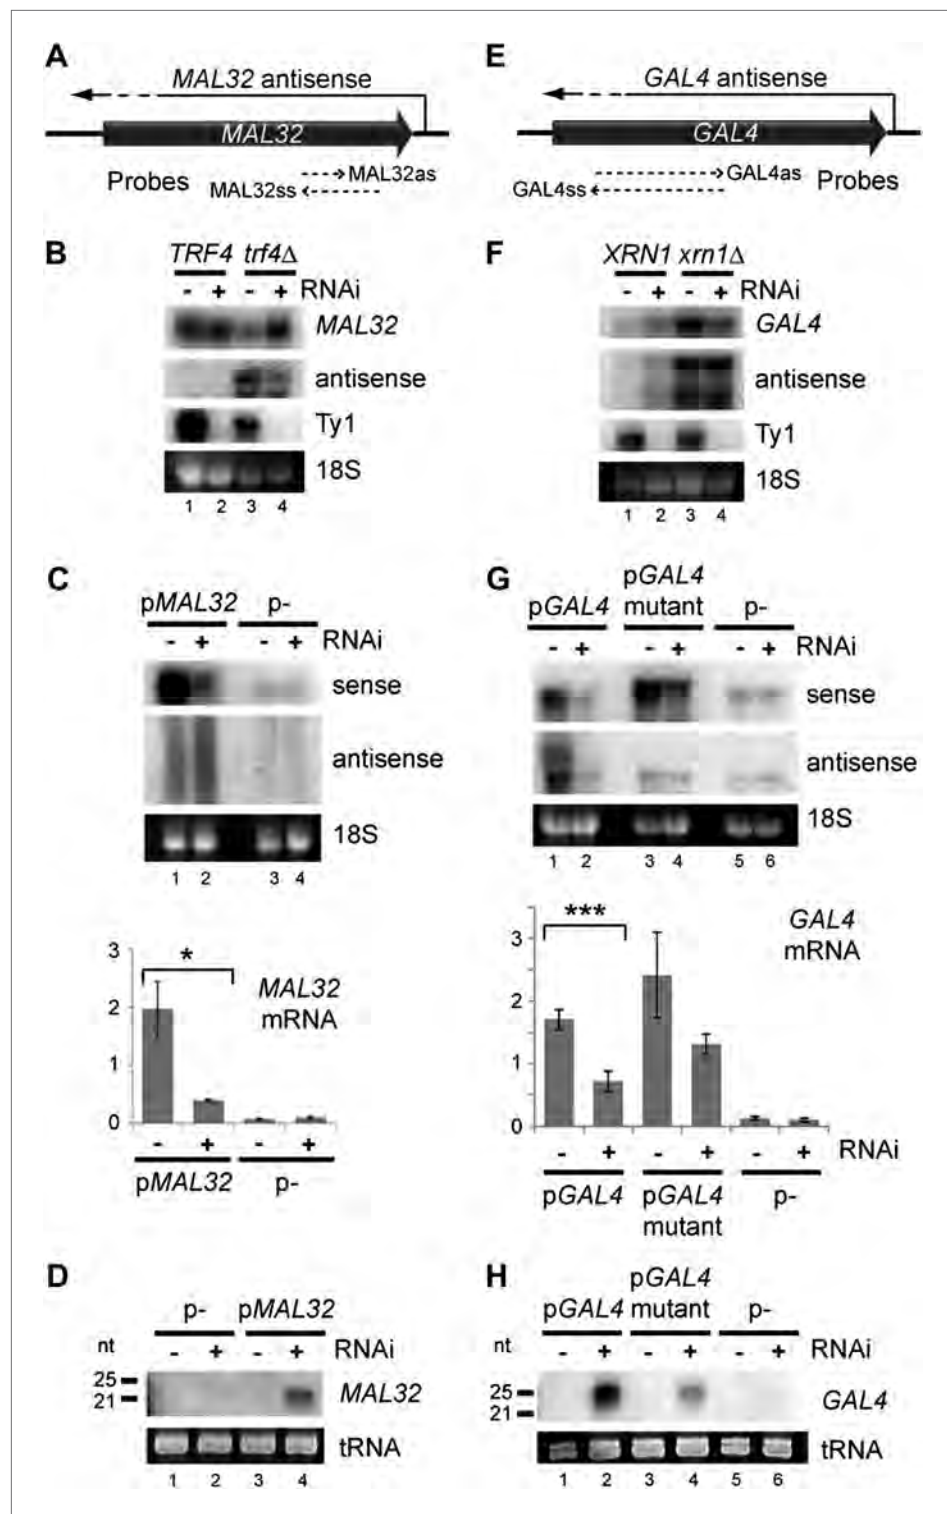 A
MAL32 antisense
MAL32
Probes
MAL32as
MAL32ss
B
TRF4 trf4Δ
- + - + RNAi
MAL32
antisense
Ty1
18S
1 2 3 4
C
pMAL32 p-
- + - + RNAi
sense
antisense
18S
1 2 3 4
3
2
1
0
*
MAL32
mRNA
- + - +
pMAL32 p-
D
p- pMAL32
nt - + - + RNAi
25
21
MAL32
tRNA
1 2 3 4
E
GAL4 antisense
GAL4
GAL4as
GAL4ss
Probes
F
XRN1 xrn1Δ
- + - + RNAi
GAL4
antisense
Ty1
18S
1 2 3 4
G
pGAL4
pGAL4
mutant
p-
- + - + - + RNAi
sense
antisense
18S
1 2 3 4 5 6
3
2
1
0
***
GAL4
mRNA
- + - + - + RNAi
pGAL4
pGAL4
mutant
p-
H
pGAL4
pGAL4
mutant
p-
nt - + - + - + RNAi
25
21
GAL4
tRNA
1 2 3 4 5 6